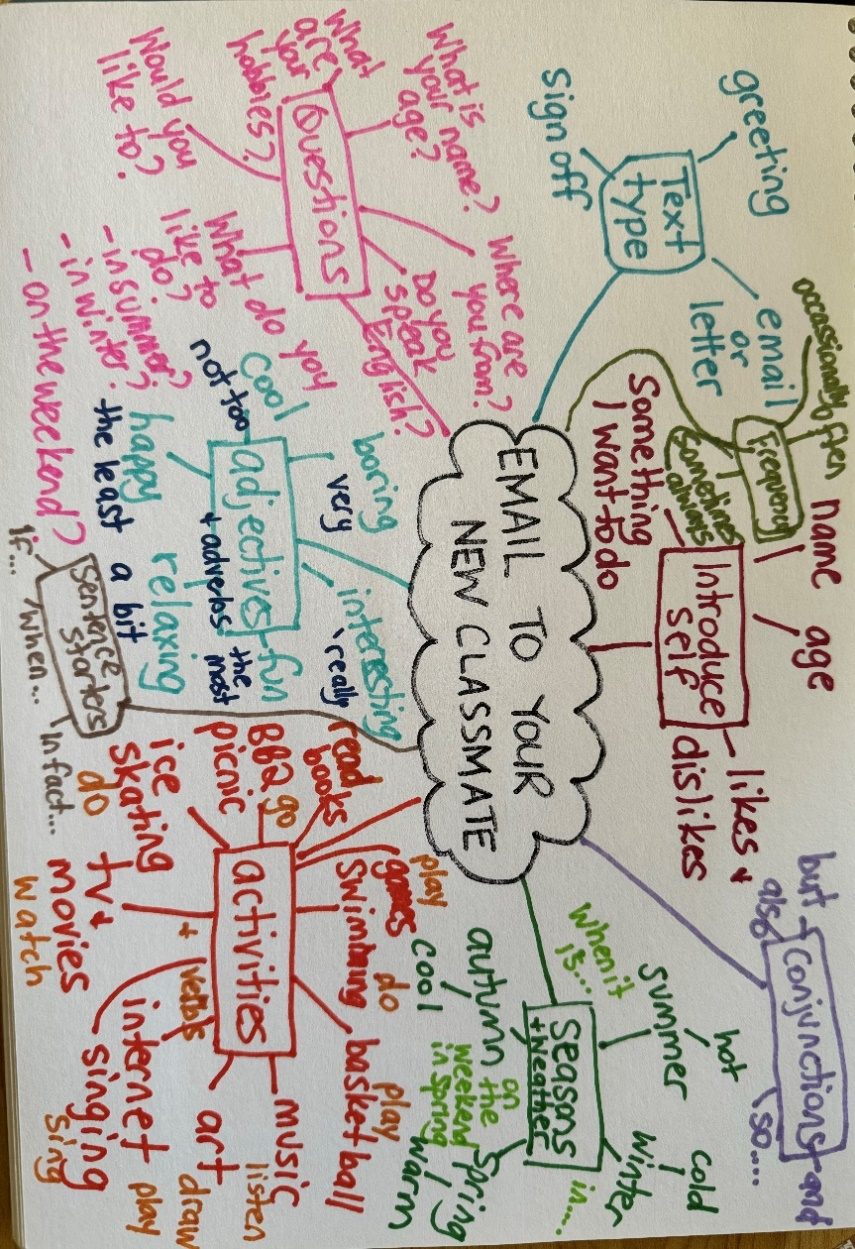 EMAIL TO YOUR
NEW CLASSMATE
Text
type
greeting
sign off
email
or
letter
Frequency
occassionally
often
sometimes
always
Introduce
self
name
age
likes +
dislikes
Something
I want to do
Conjunctions
but
also
and
so....
Seasons
+ Weather
when it
is...
summer
hot
winter
cold
in....
autumn
cool
on
the
weekend
in spring
Spring
warm
activities
+ verbs
read
books
BBQ
go
picnic
ice
skating
do
tv +
movies
watch
singing
sing
internet
play
art
draw
music
listen
basketball
play
swimming
do
games
play
Sentence
starters
if...
when...
In fact...
adjectives
+ adverbs
boring
very
interesting
really
fun
the
most
relaxing
a bit
happy
the least
cool
not too
Questions
What is
your name?
age?
What
are
your
hobbies?
Would you
like to?
What do you
like to
do?
- in summer?
- in winter?
- on the weekend?
Do you
speak
English?
Where are
you from?